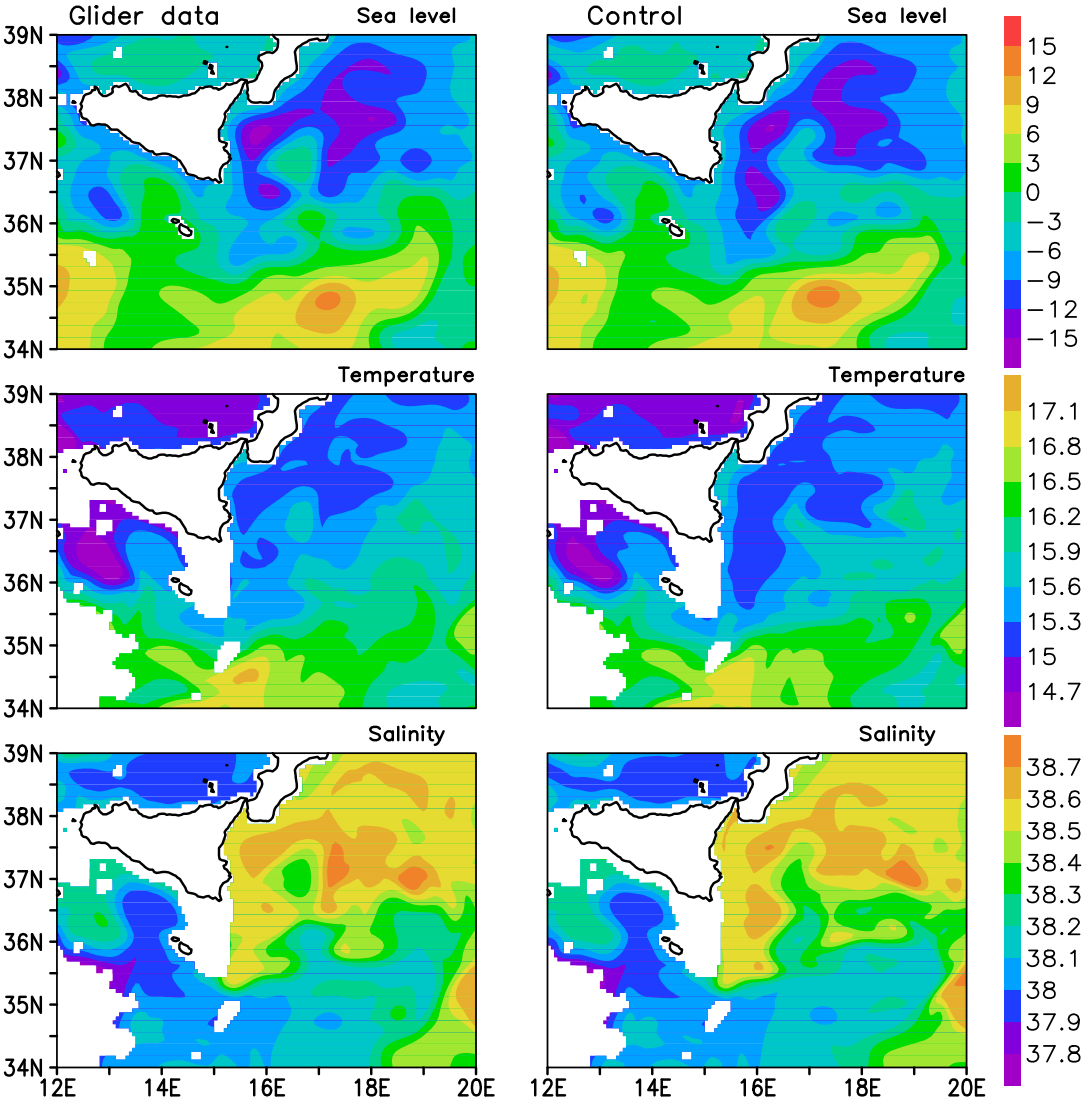 Glider data Sea level Control Sea level
39N
38N
37N
36N
35N
34N
15
12
9
6
3
0
−3
−6
−9
−12
−15
Temperature Temperature
39N
38N
37N
36N
35N
34N
17.1
16.8
16.5
16.2
15.9
15.6
15.3
15
14.7
Salinity Salinity
39N
38N
37N
36N
35N
34N
38.7
38.6
38.5
38.4
38.3
38.2
38.1
38
37.9
37.8
12E 14E 16E 18E 20E 12E 14E 16E 18E 20E